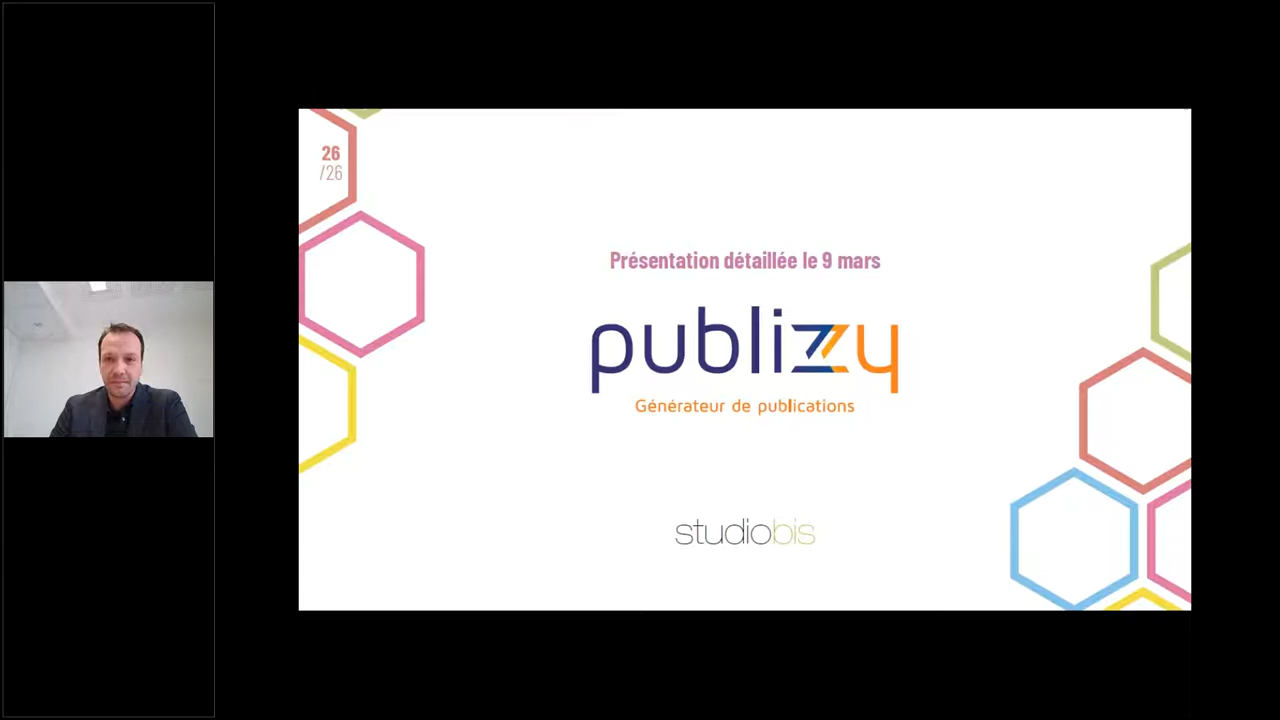 26
/26
Présentation détaillée le 9 mars
publizzy
Générateur de publications
studiobis